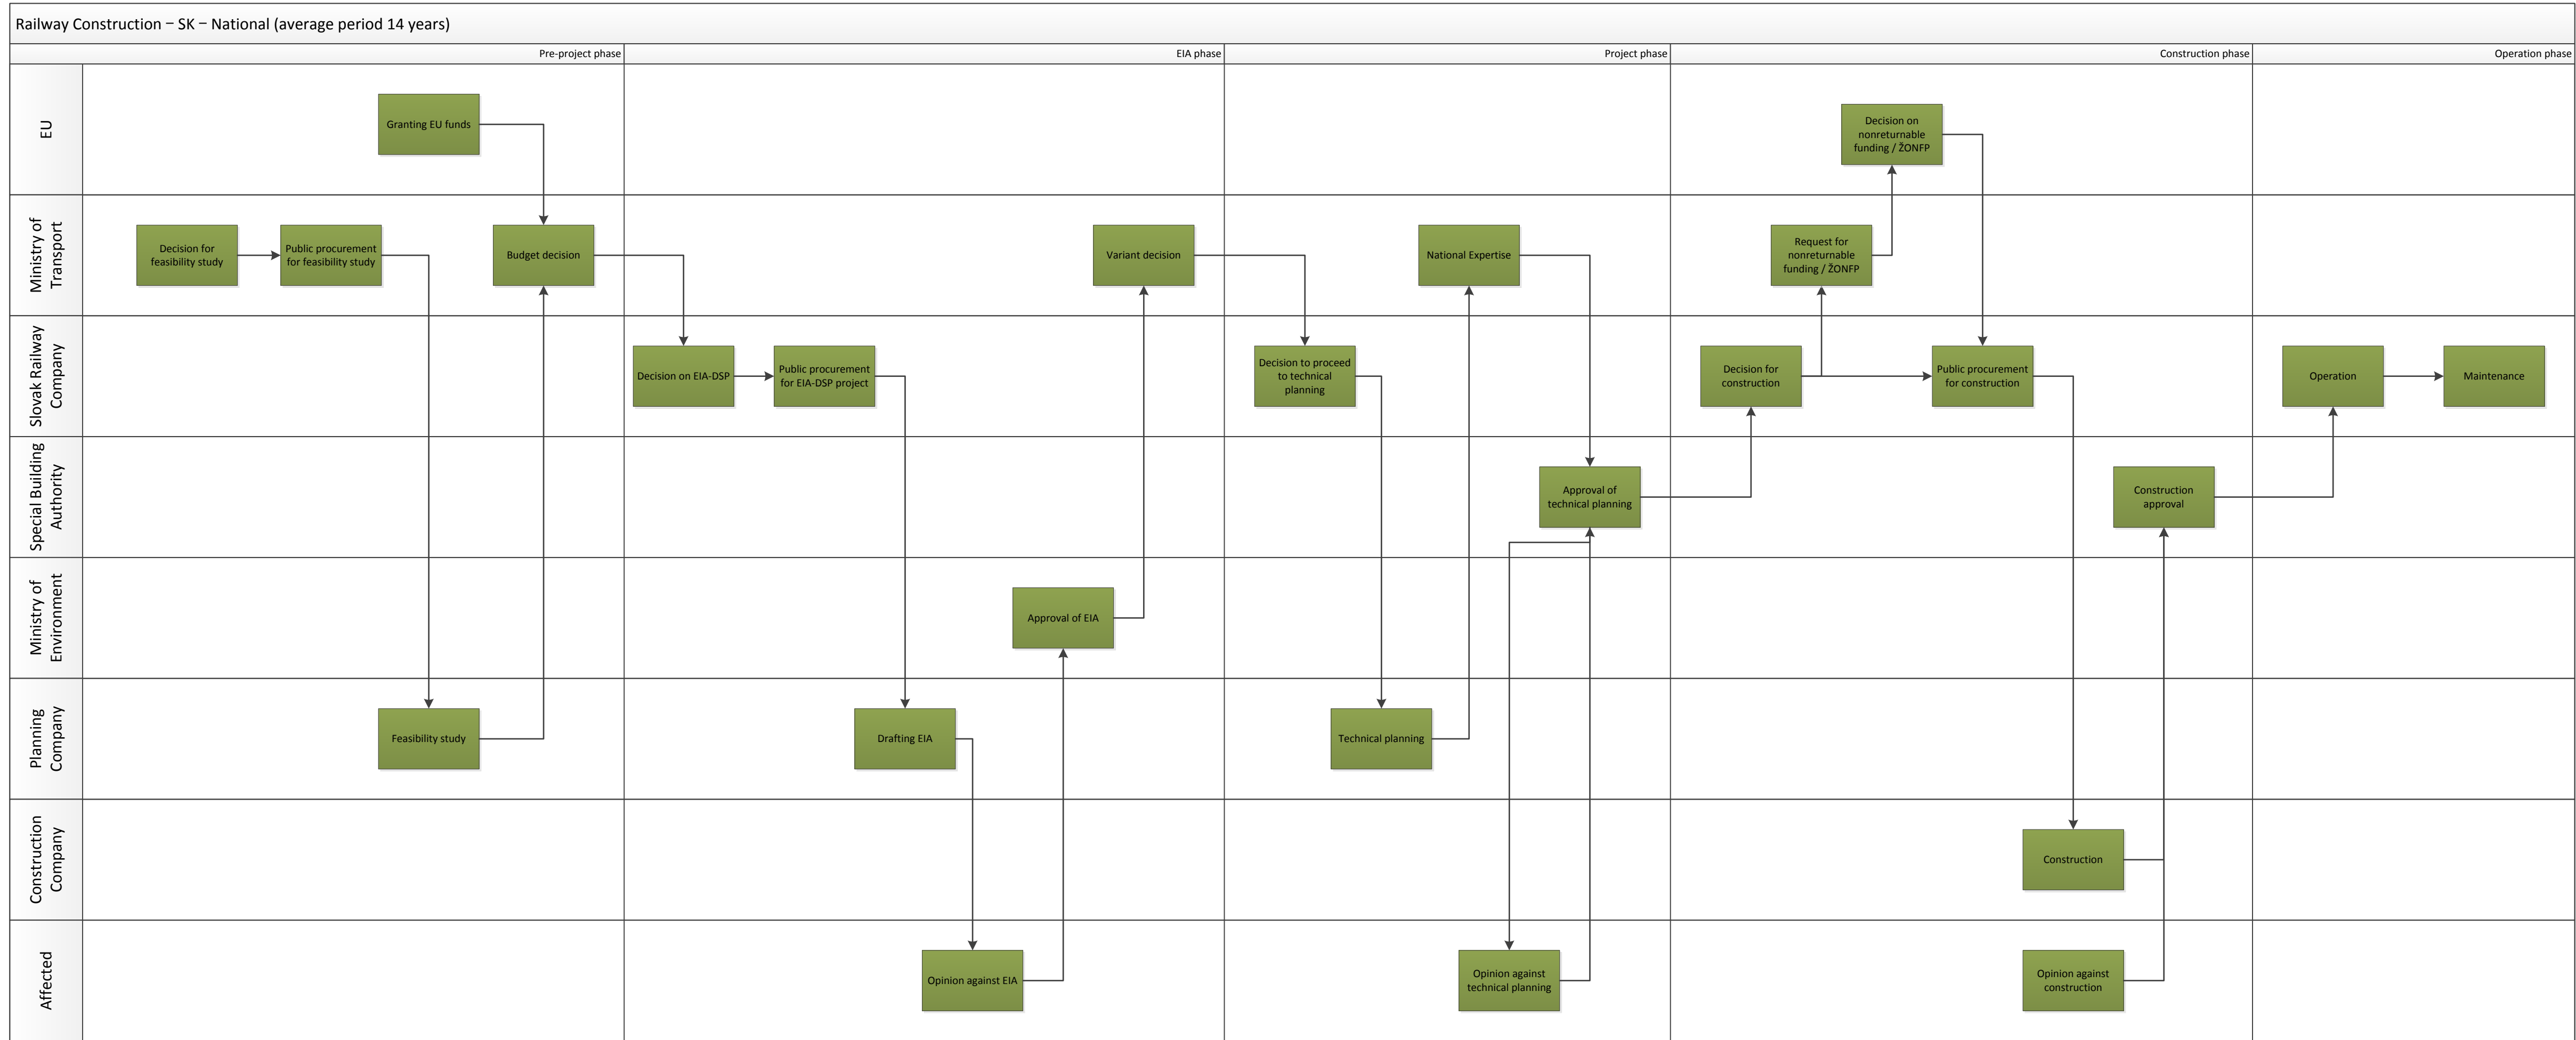 Railway Construction – SK – National (average period 14 years)
Pre-project phase
EIA phase
Project phase
Construction phase
Operation phase
EU
Granting EU funds
Decision on
nonreturnable
funding / ŽONFP
Ministry of
Transport
Decision for
feasibility study
Public procurement
for feasibility study
Budget decision
Variant decision
National Expertise
Request for
nonreturnable
funding / ŽONFP
Slovak Railway
Company
Decision on EIA-DSP
Public procurement
for EIA-DSP project
Decision to proceed
to technical
planning
Decision for
construction
Public procurement
for construction
Operation
Maintenance
Special Building
Authority
Approval of
technical planning
Construction
approval
Ministry of
Environment
Approval of EIA
Planning
Company
Feasibility study
Drafting EIA
Technical planning
Construction
Company
Construction
Affected
Opinion against EIA
Opinion against
technical planning
Opinion against
construction